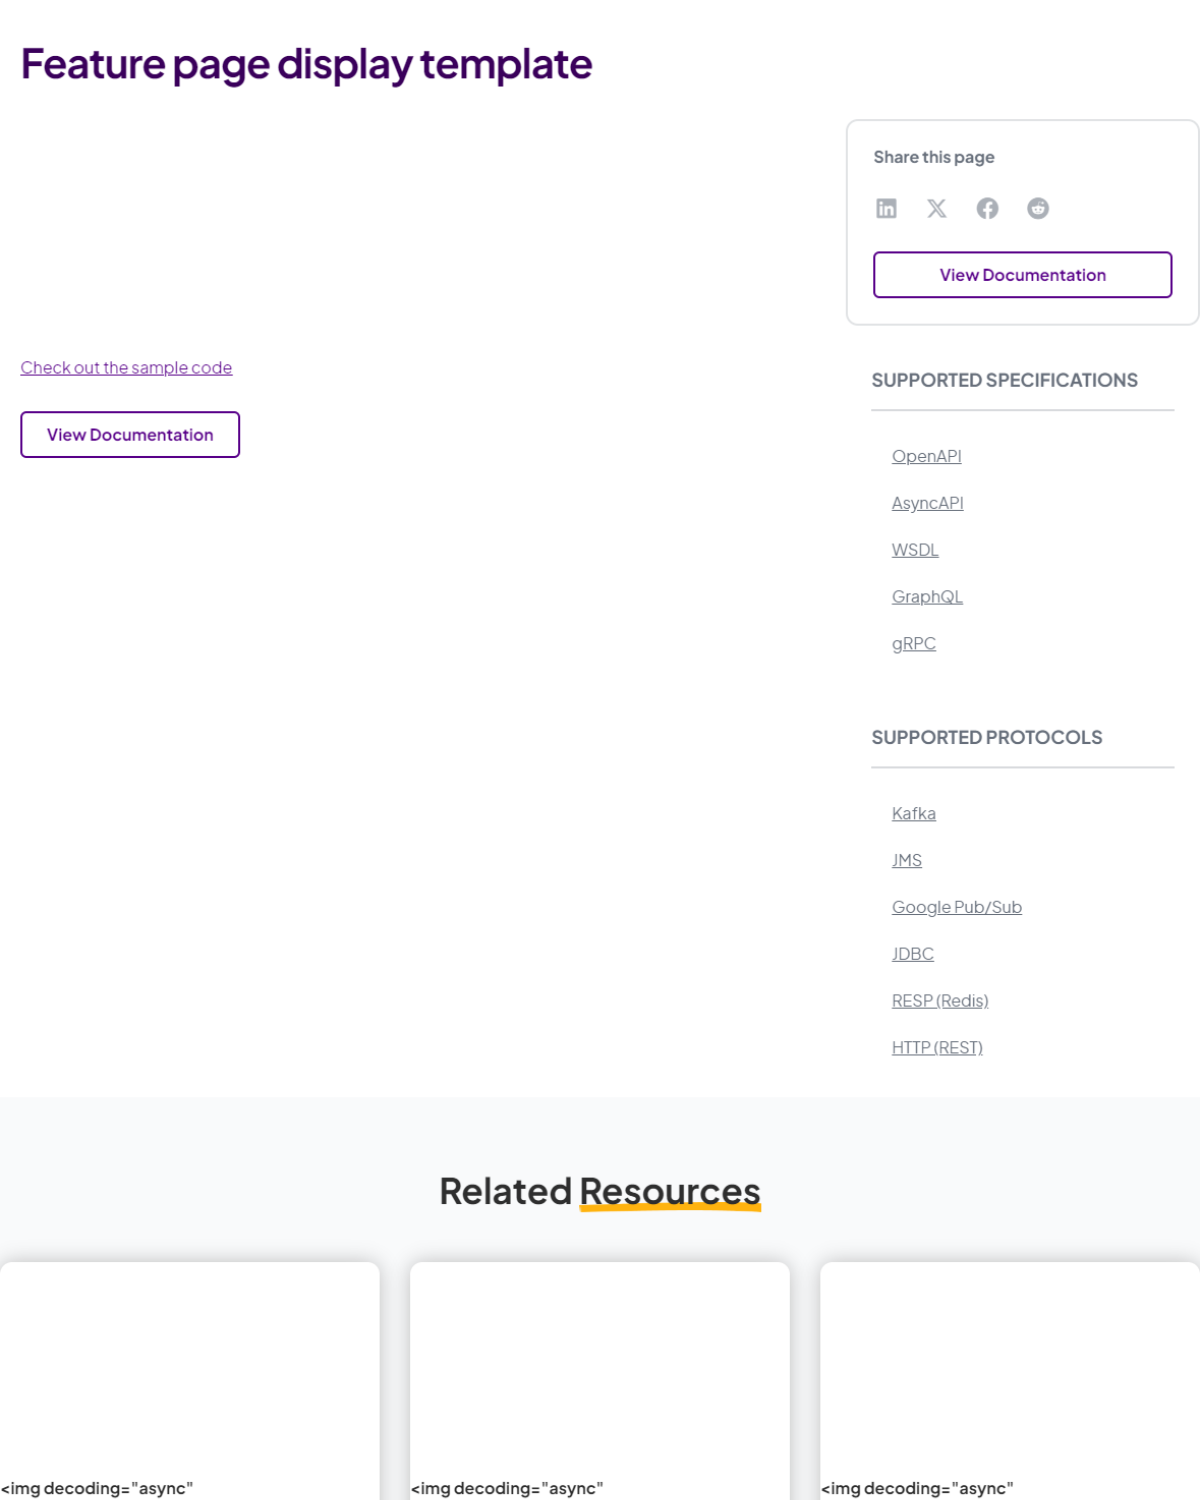 Feature page display template
Share this page
View Documentation
Check out the sample code
View Documentation
SUPPORTED SPECIFICATIONS
OpenAPI
AsyncAPI
WSDL
GraphQL
gRPC
SUPPORTED PROTOCOLS
Kafka
JMS
Google Pub/Sub
JDBC
RESP (Redis)
HTTP (REST)
Related Resources
<img decoding="async"
<img decoding="async"
<img decoding="async"